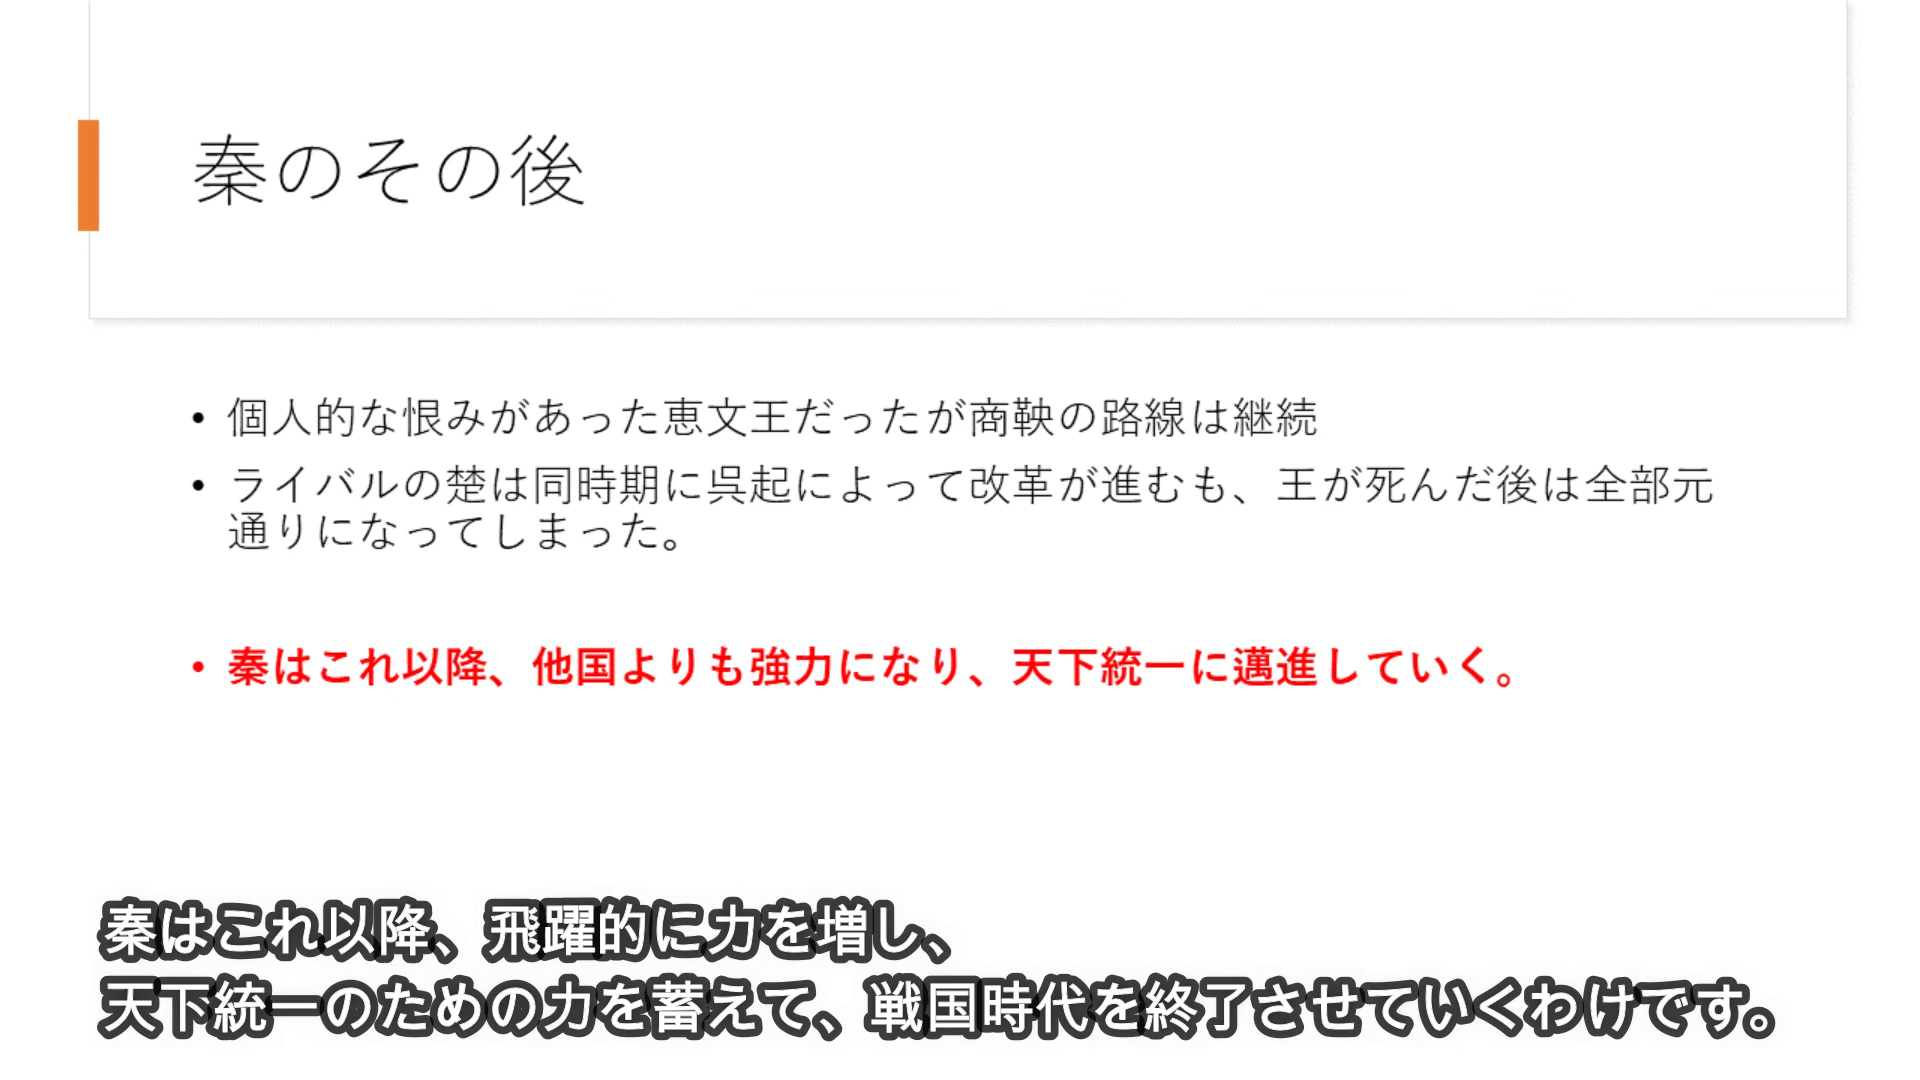 秦のその後
• 個人的な恨みがあった恵文王だったが商鞅の路線は継続
• ライバルの楚は同時期に呉起によって改革が進むも、王が死んだ後は全部元
通りになってしまった。
• 秦はこれ以降、他国よりも強力になり、天下統一に邁進していく。
秦はこれ以降、飛躍的に力を増し、
天下統一のための力を蓄えて、戦国時代を終了させていくわけです。